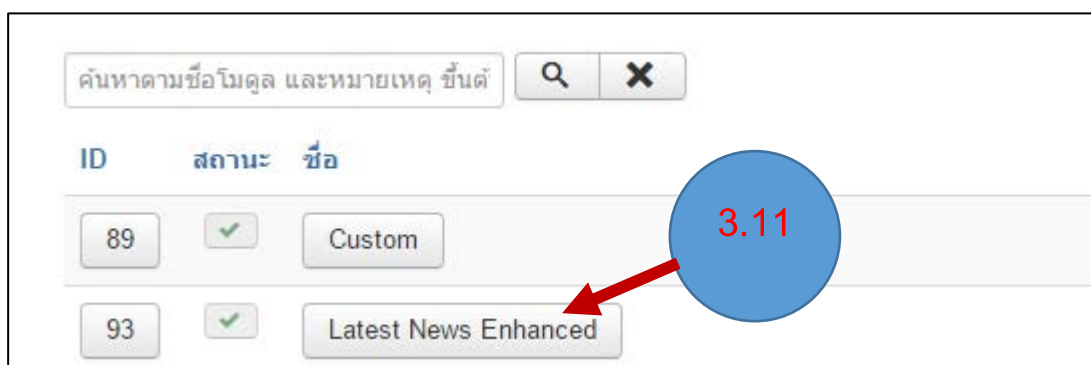 ค้นหาตามชื่อโมดูล และหมายเหตุ ขึ้นต้
ID สถานะ ชื่อ
3.11
89 Custom
93 Latest News Enhanced